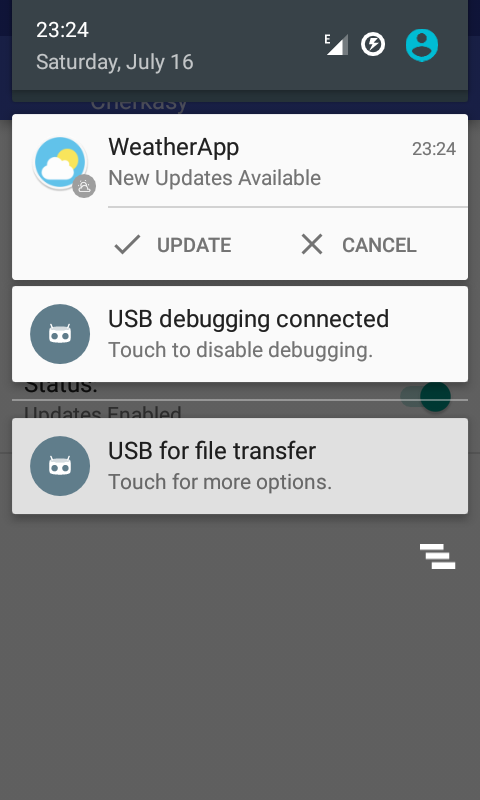 23:24
Saturday, July 16
E
Cherkasy
WeatherApp
23:24
New Updates Available
UPDATE
CANCEL
USB debugging connected
Touch to disable debugging.
Status:
Updates Enabled
USB for file transfer
Touch for more options.